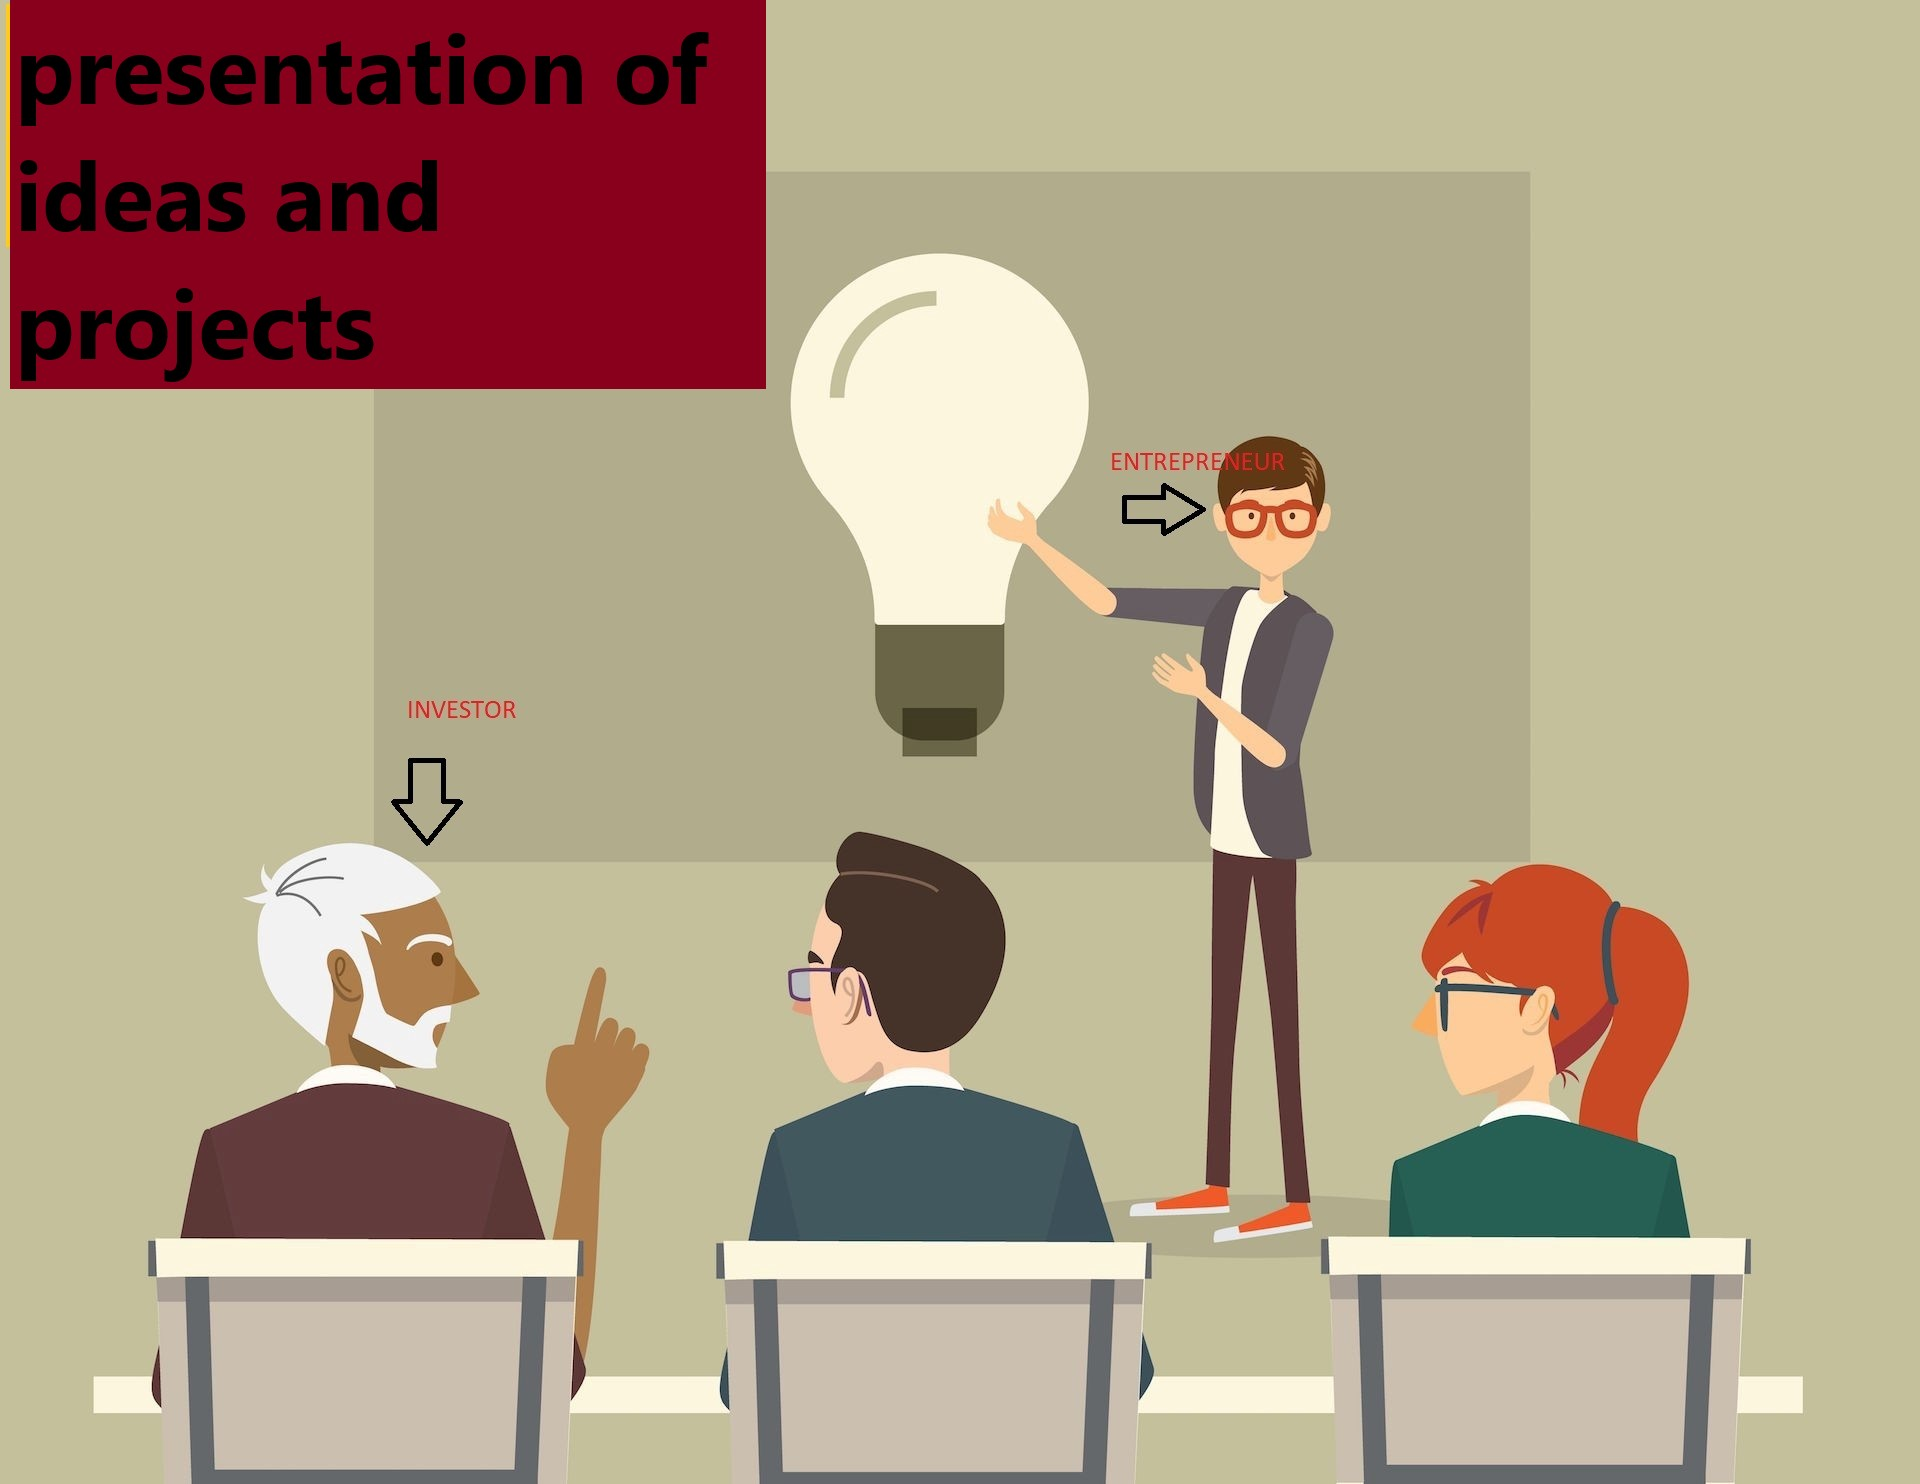 presentation of
ideas and
projects
ENTREPRENEUR
INVESTOR